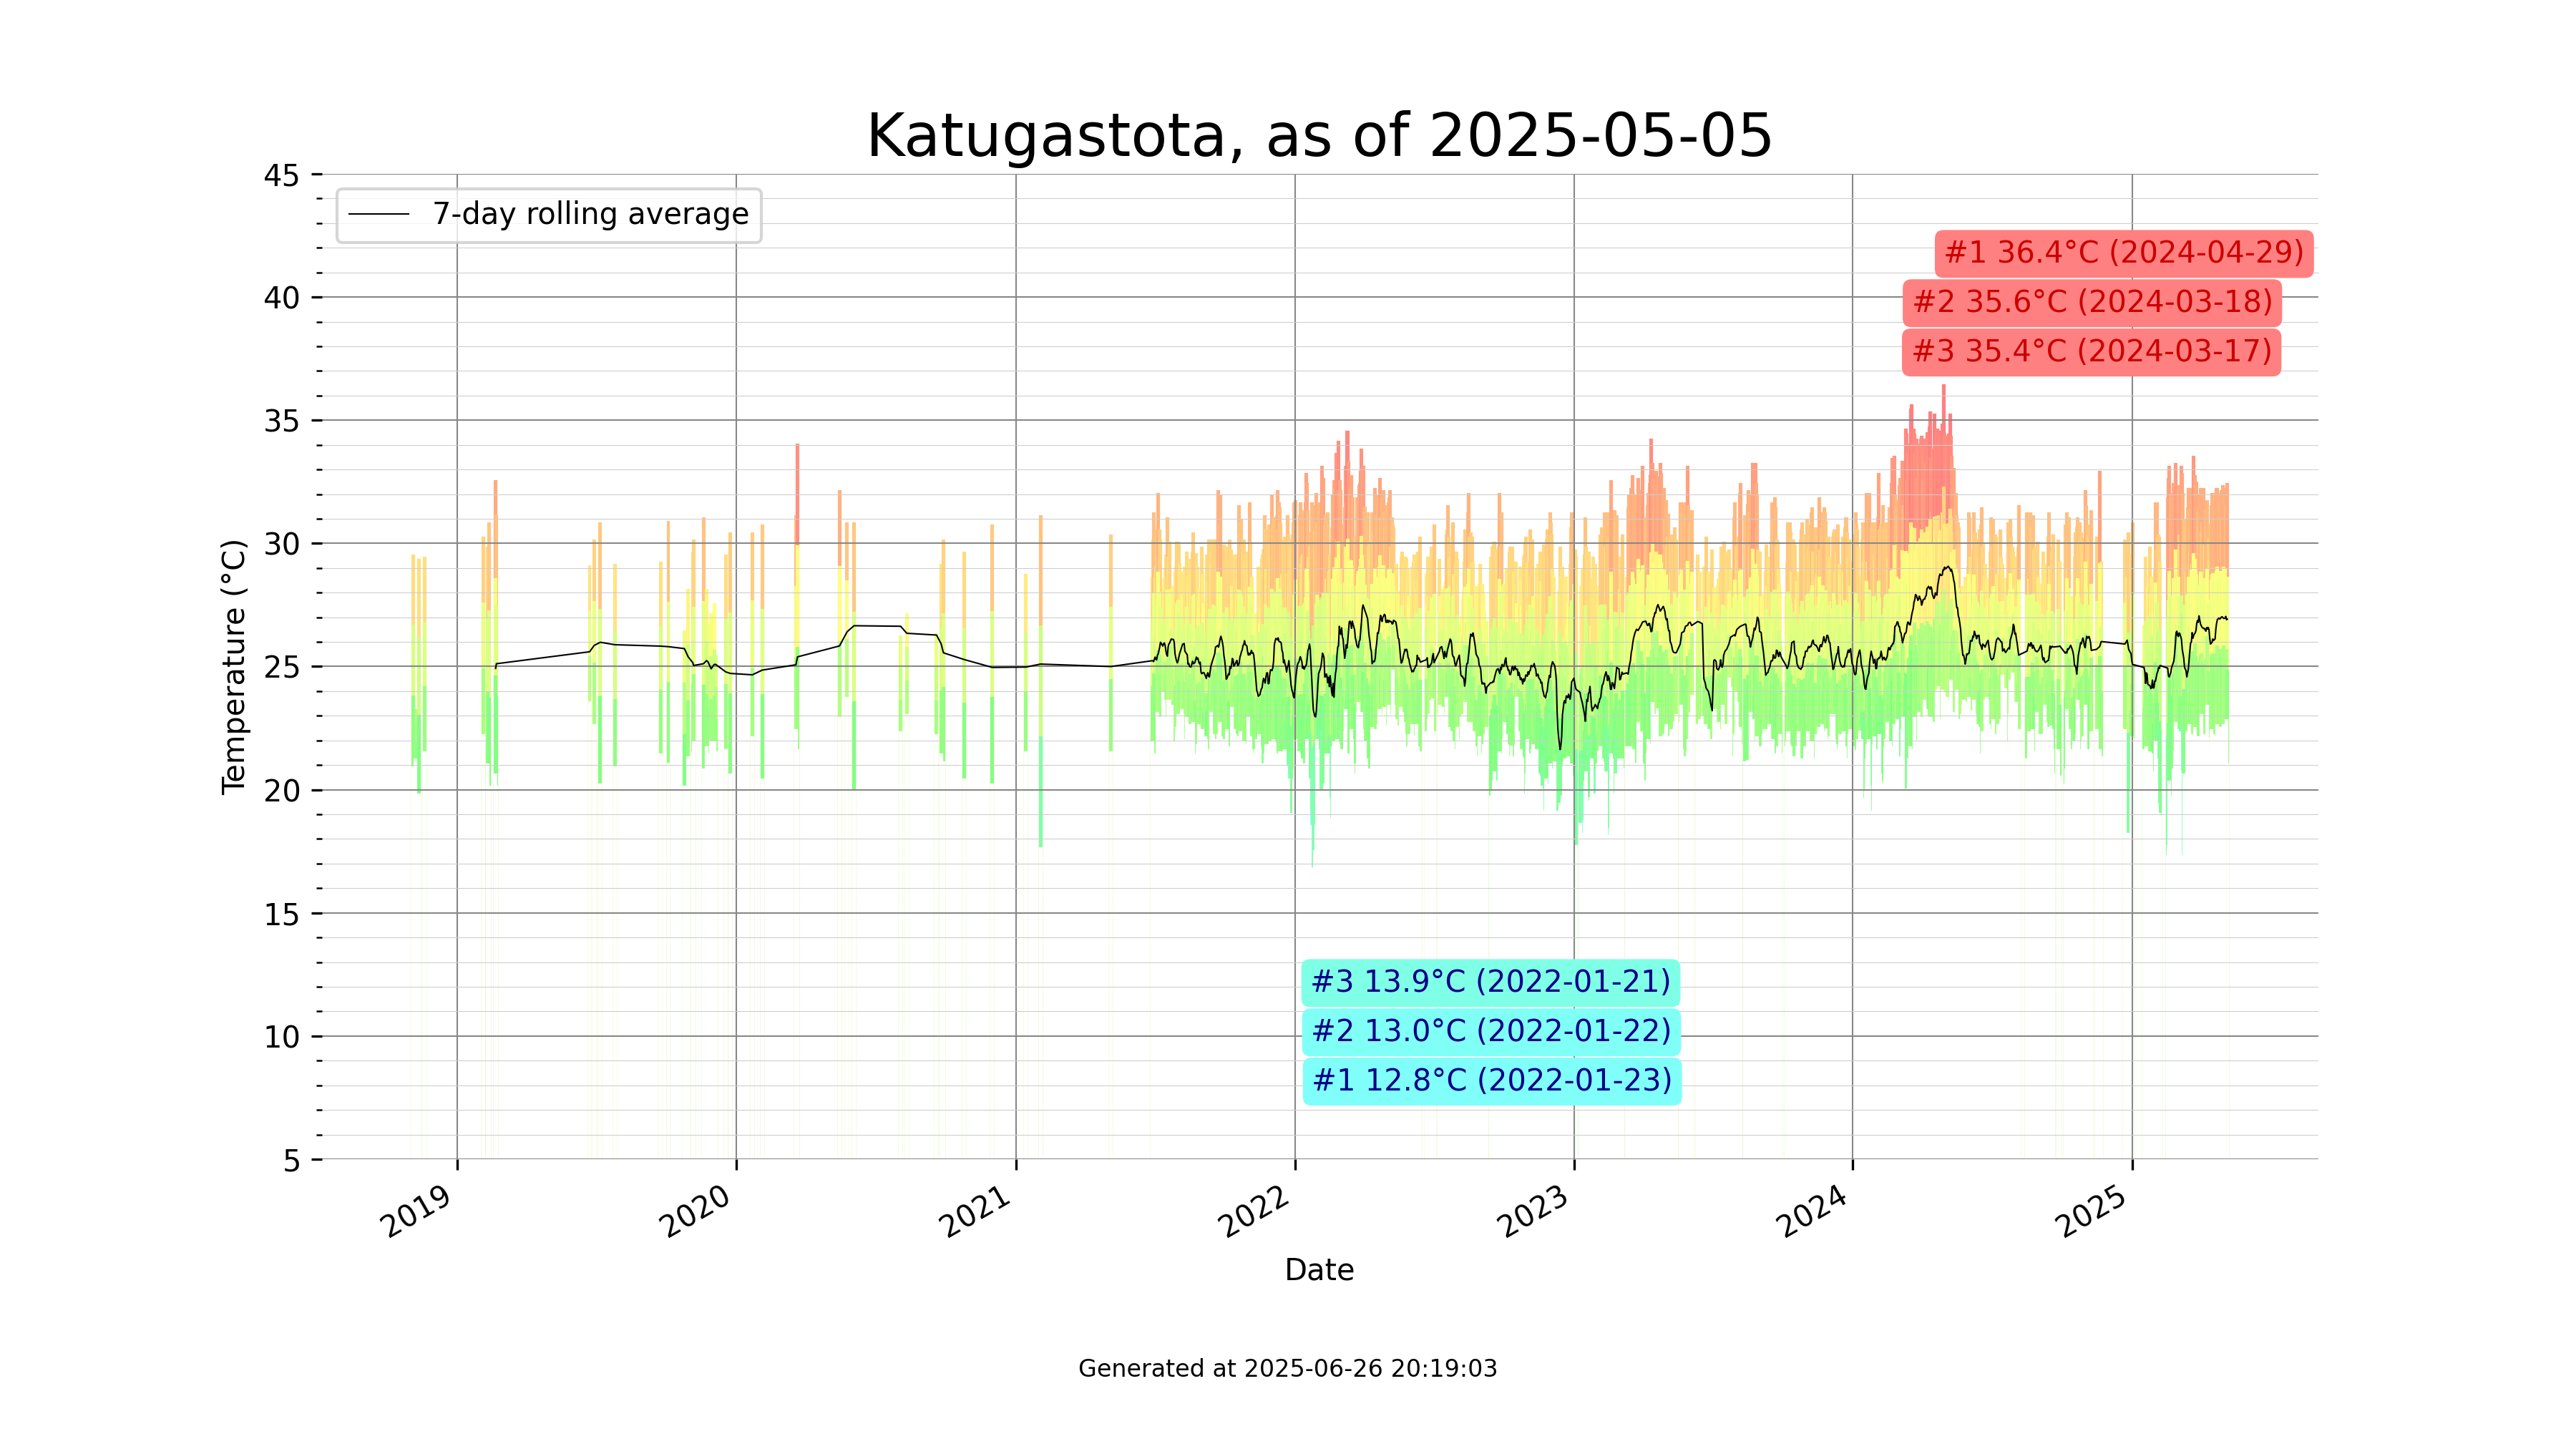 Katugastota, as of 2025-05-05
45
40
35
30
25
20
15
10
5
Temperature (°C)
7-day rolling average
#1 36.4°C (2024-04-29)
#2 35.6°C (2024-03-18)
#3 35.4°C (2024-03-17)
#3 13.9°C (2022-01-21)
#2 13.0°C (2022-01-22)
#1 12.8°C (2022-01-23)
2019
2020
2021
2022
2023
2024
2025
Date
Generated at 2025-06-26 20:19:03